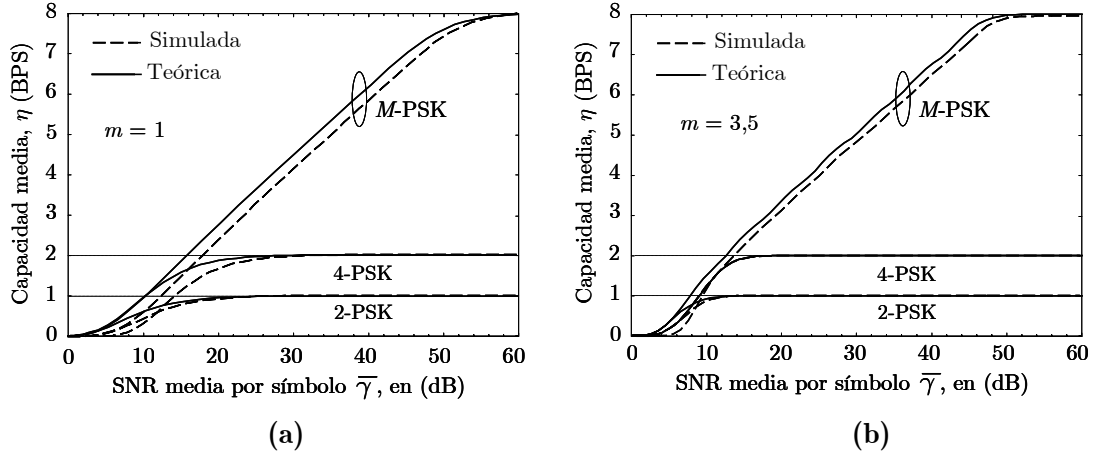 8
7
6
5
4
3
2
1
0
Capacidad media, η (BPS)
Simulada
Teórica
m = 1
M-PSK
4-PSK
2-PSK
0 10 20 30 40 50 60
SNR media por símbolo γ̅, en (dB)
(a)
8
7
6
5
4
3
2
1
0
Capacidad media, η (BPS)
Simulada
Teórica
m = 3,5
M-PSK
4-PSK
2-PSK
0 10 20 30 40 50 60
SNR media por símbolo γ̅, en (dB)
(b)